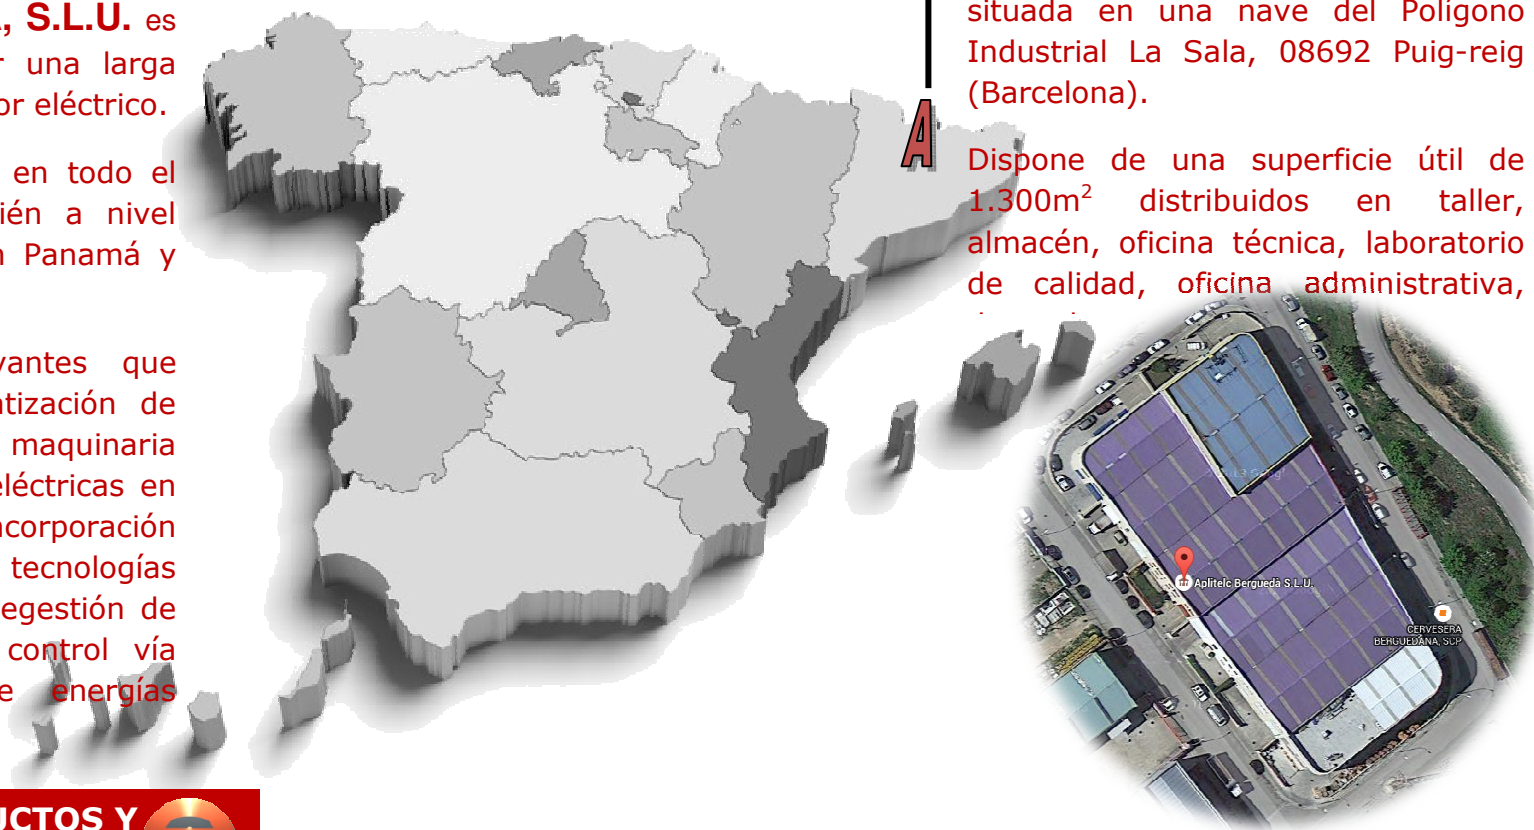 , S.L.U. es
una larga
or eléctrico.
en todo el
ién a nivel
Panamá y
vantes que
tización de
maquinaria
eléctricas en
ncorporación
tecnologías
egestión de
control vía
e energías
UCTOS Y
situada en una nave del Polígono
Industrial La Sala, 08692 Puig-reig
(Barcelona).
A
Dispone de una superficie útil de
1.300m² distribuidos en taller,
almacén, oficina técnica, laboratorio
de calidad, oficina administrativa,
Aplitelc Berguedà S.L.U.
CERVESERA
BERGUEDANA, SCP